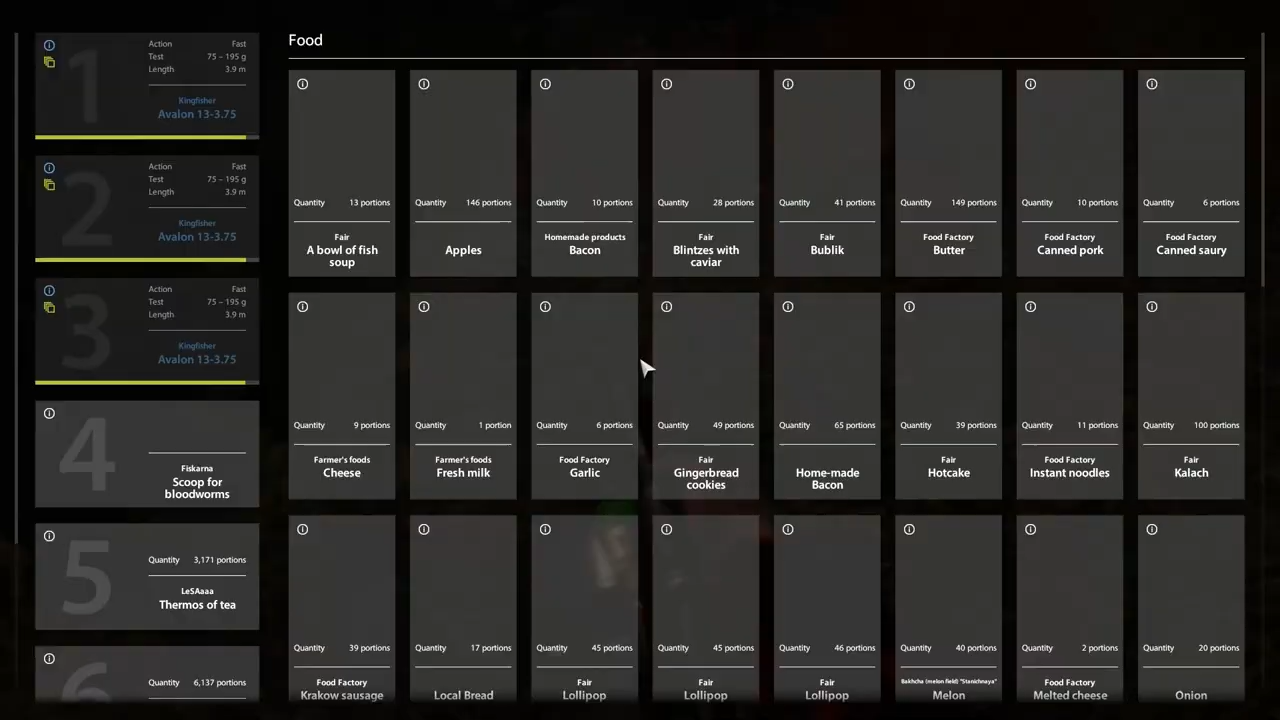 1
Action Fast
Test 75 – 195 g
Length 3.9 m
Kingfisher
Avalon 13-3.75
2
Action Fast
Test 75 – 195 g
Length 3.9 m
Kingfisher
Avalon 13-3.75
3
Action Fast
Test 75 – 195 g
Length 3.9 m
Kingfisher
Avalon 13-3.75
4
Fiskarna
Scoop for
bloodworms
5
Quantity 3,171 portions
LeSAaaa
Thermos of tea
6
Quantity 6,137 portions
Food
Quantity 13 portions
Fair
A bowl of fish
soup
Quantity 146 portions
Apples
Quantity 10 portions
Homemade products
Bacon
Quantity 28 portions
Fair
Blintzes with
caviar
Quantity 41 portions
Fair
Bublik
Quantity 149 portions
Food Factory
Butter
Quantity 10 portions
Food Factory
Canned pork
Quantity 6 portions
Food Factory
Canned saury
Quantity 9 portions
Farmer's foods
Cheese
Quantity 1 portion
Farmer's foods
Fresh milk
Quantity 6 portions
Food Factory
Garlic
Quantity 49 portions
Fair
Gingerbread
cookies
Quantity 65 portions
Home-made
Bacon
Quantity 39 portions
Fair
Hotcake
Quantity 11 portions
Food Factory
Instant noodles
Quantity 100 portions
Fair
Kalach
Quantity 39 portions
Food Factory
Krakow sausage
Quantity 17 portions
Local Bread
Quantity 45 portions
Fair
Lollipop
Quantity 45 portions
Fair
Lollipop
Quantity 46 portions
Fair
Lollipop
Quantity 40 portions
Bakhcha (melon field) "Stanichnaya"
Melon
Quantity 2 portions
Food Factory
Melted cheese
Quantity 20 portions
Onion